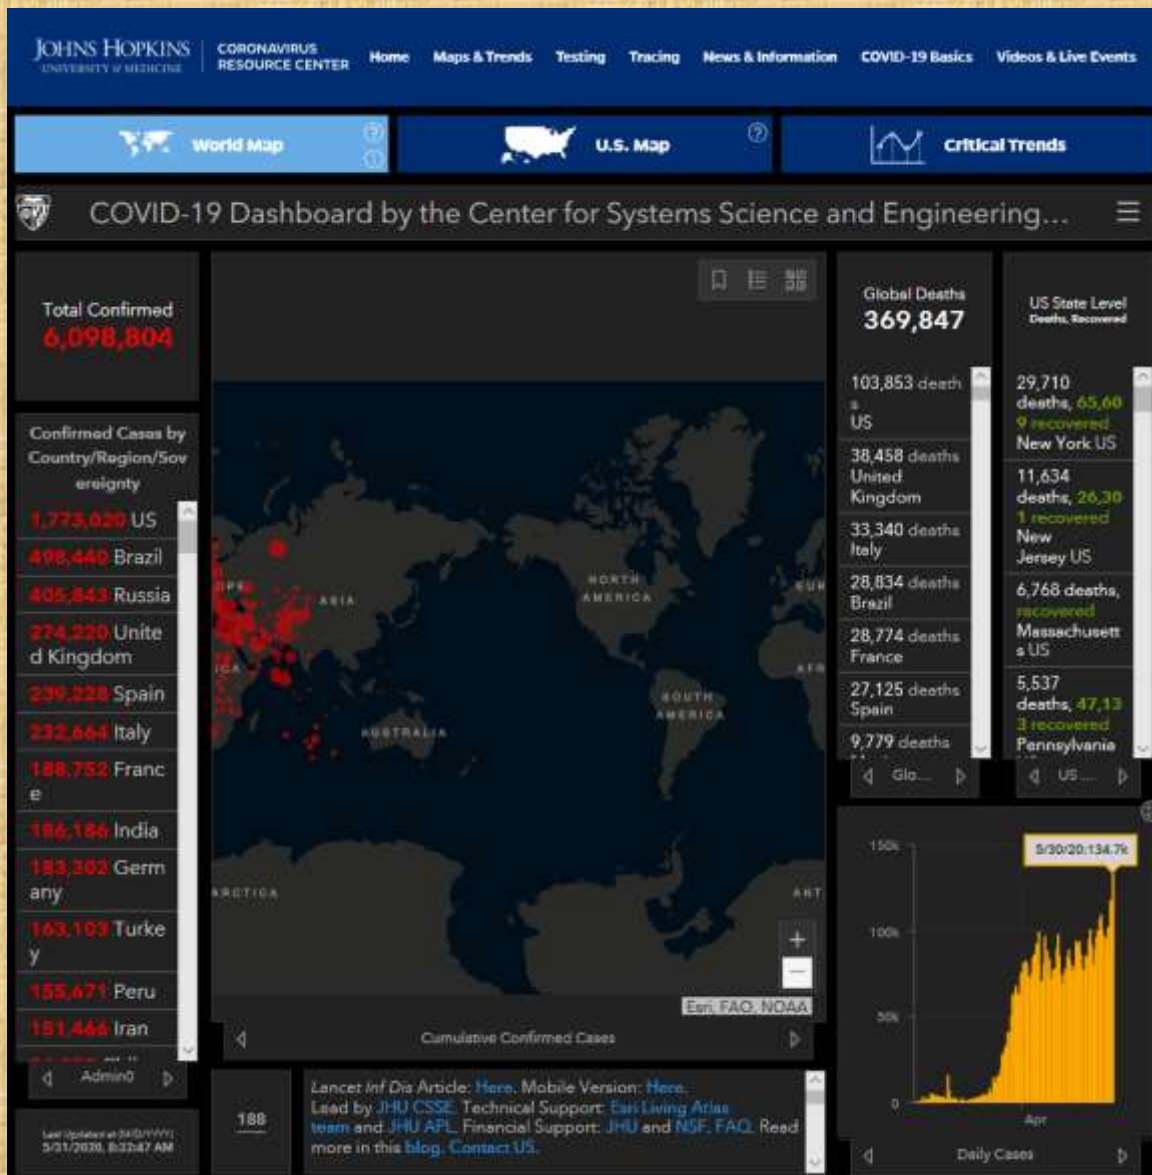 JOHNS HOPKINS
UNIVERSITY of MEDICINE
CORONAVIRUS
RESOURCE CENTER
Home
Maps & Trends
Testing
Tracing
News & Information
COVID-19 Basics
Videos & Live Events
World Map
U.S. Map
Critical Trends
COVID-19 Dashboard by the Center for Systems Science and Engineering...
Total Confirmed
6,098,804
Confirmed Cases by
Country/Region/Sov
ereignty
US
498,440 Brazil
405,843 Russia
274,220 Unite
d Kingdom
239,228 Spain
232,664 Italy
188,752 Franc
e
186,186 India
183,302 Germ
any
163,103 Turke
y
155,671 Peru
151,466 Iran
Admin0
Last Updated at (M/D/YYYY)
5/31/2020, 8:32:47 AM
ASIA
AUSTRALIA
NORTH
AMERICA
SOUTH
AMERICA
EUR
AFR
ARCTICA
ANT
Esri, FAO, NOAA
Cumulative Confirmed Cases
188
Lancet Inf Dis Article: Here. Mobile Version: Here.
Lead by JHU CSSE. Technical Support: Esri Living Atlas
team and JHU APL. Financial Support: JHU and NSF. FAQ. Read
more in this blog. Contact US.
Global Deaths
369,847
103,853 death
s
US
38,458 deaths
United
Kingdom
33,340 deaths
Italy
28,834 deaths
Brazil
28,774 deaths
France
27,125 deaths
Spain
9,779 deaths
Glo...
US State Level
Deaths, Recovered
29,710
deaths, 65,60
9 recovered
New York US
11,634
deaths, 26,30
1 recovered
New
Jersey US
6,768 deaths,
recovered
Massachusett
s US
5,537
deaths, 47,13
3 recovered
Pennsylvania
US ...
150k
100k
50k
0
5/30/20:134.7k
Apr
Daily Cases